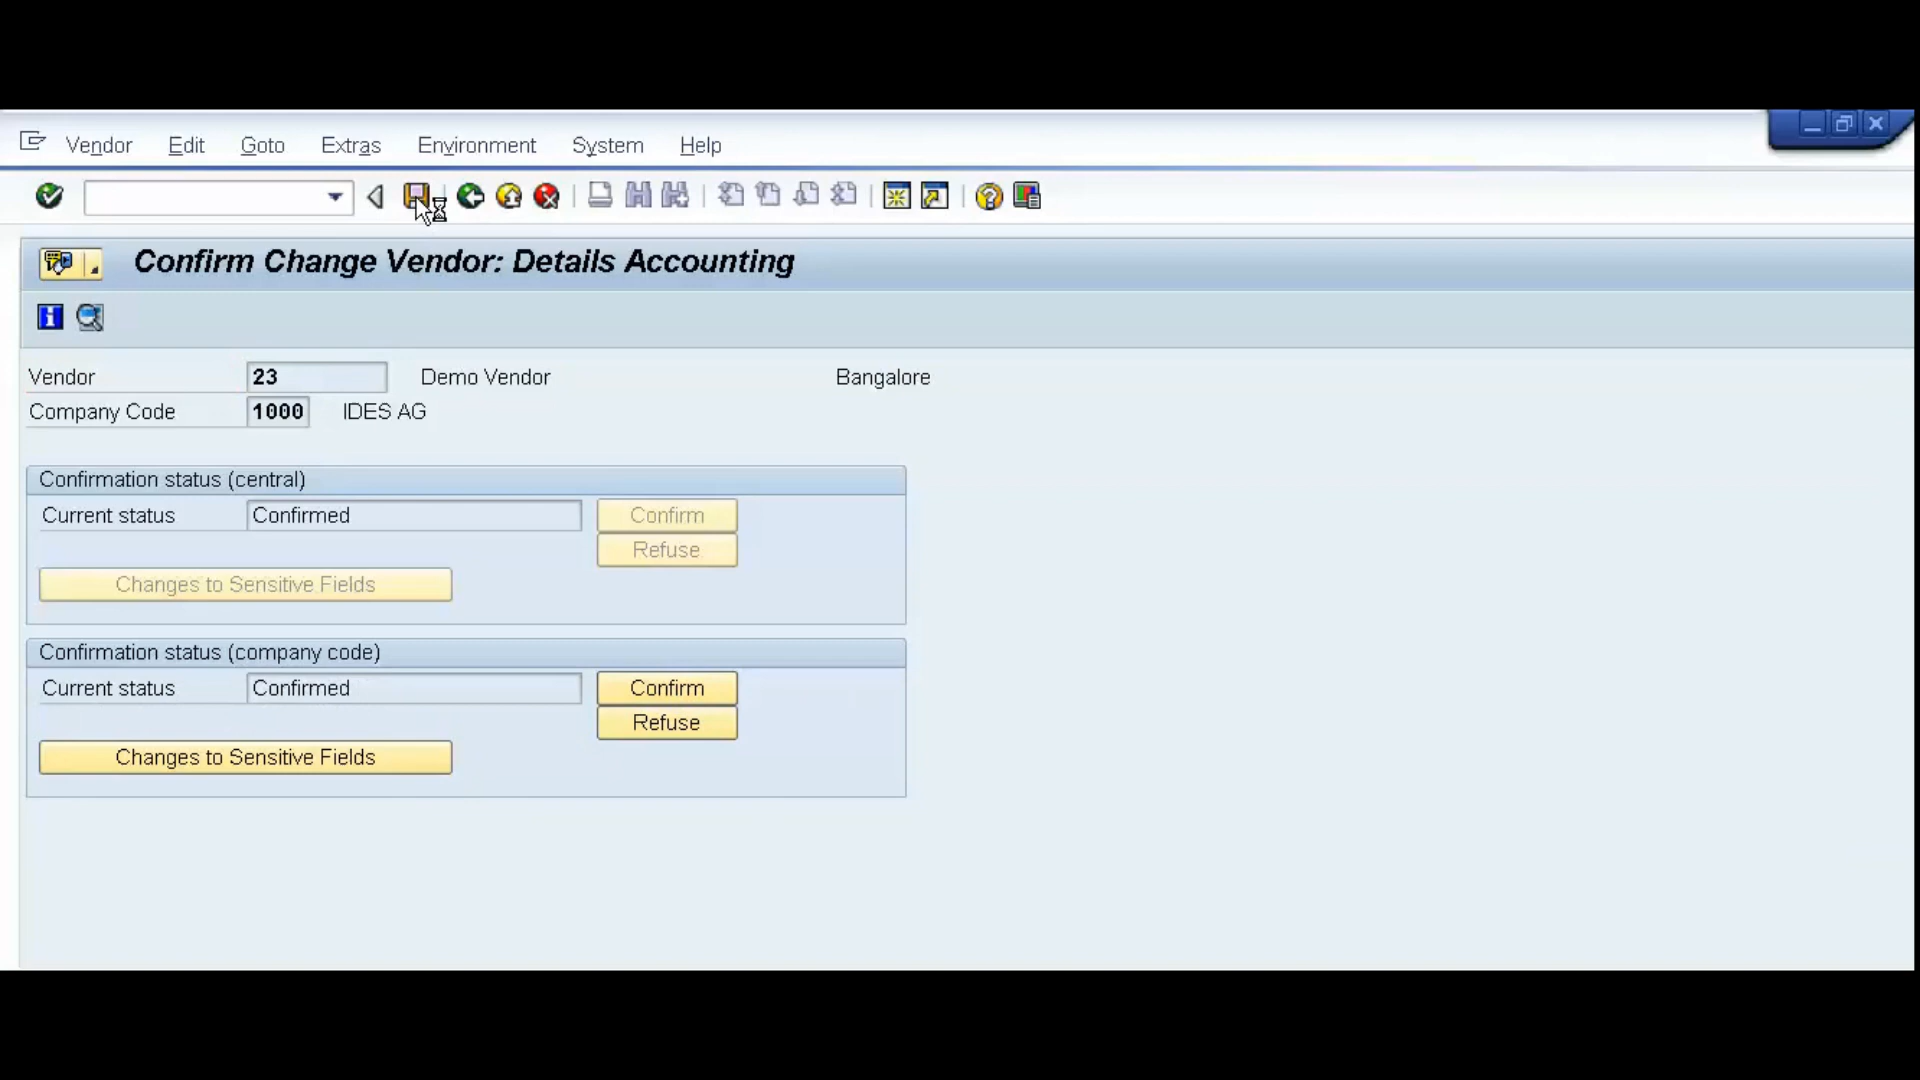 Vendor Edit Goto Extras Environment System Help
Confirm Change Vendor: Details Accounting
Vendor 23 Demo Vendor Bangalore
Company Code 1000 IDES AG
Confirmation status (central)
Current status Confirmed Confirm
Refuse
Changes to Sensitive Fields
Confirmation status (company code)
Current status Confirmed Confirm
Refuse
Changes to Sensitive Fields